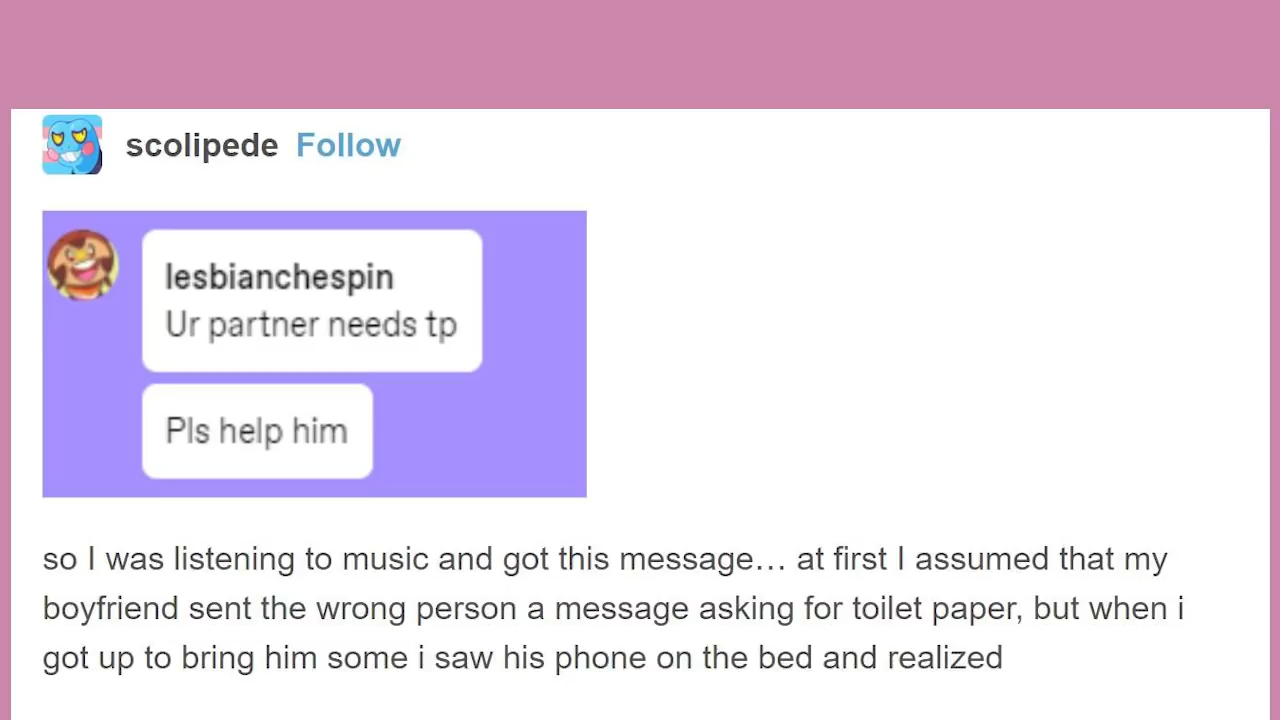 scolipede Follow
lesbianchespin
Ur partner needs tp
Pls help him
so I was listening to music and got this message… at first I assumed that my
boyfriend sent the wrong person a message asking for toilet paper, but when i
got up to bring him some i saw his phone on the bed and realized